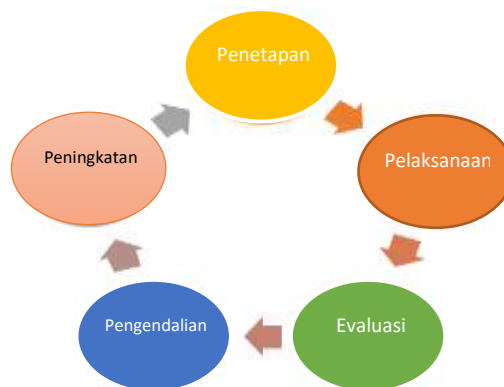 Penetapan
Pelaksanaan
Evaluasi
Pengendalian
Peningkatan